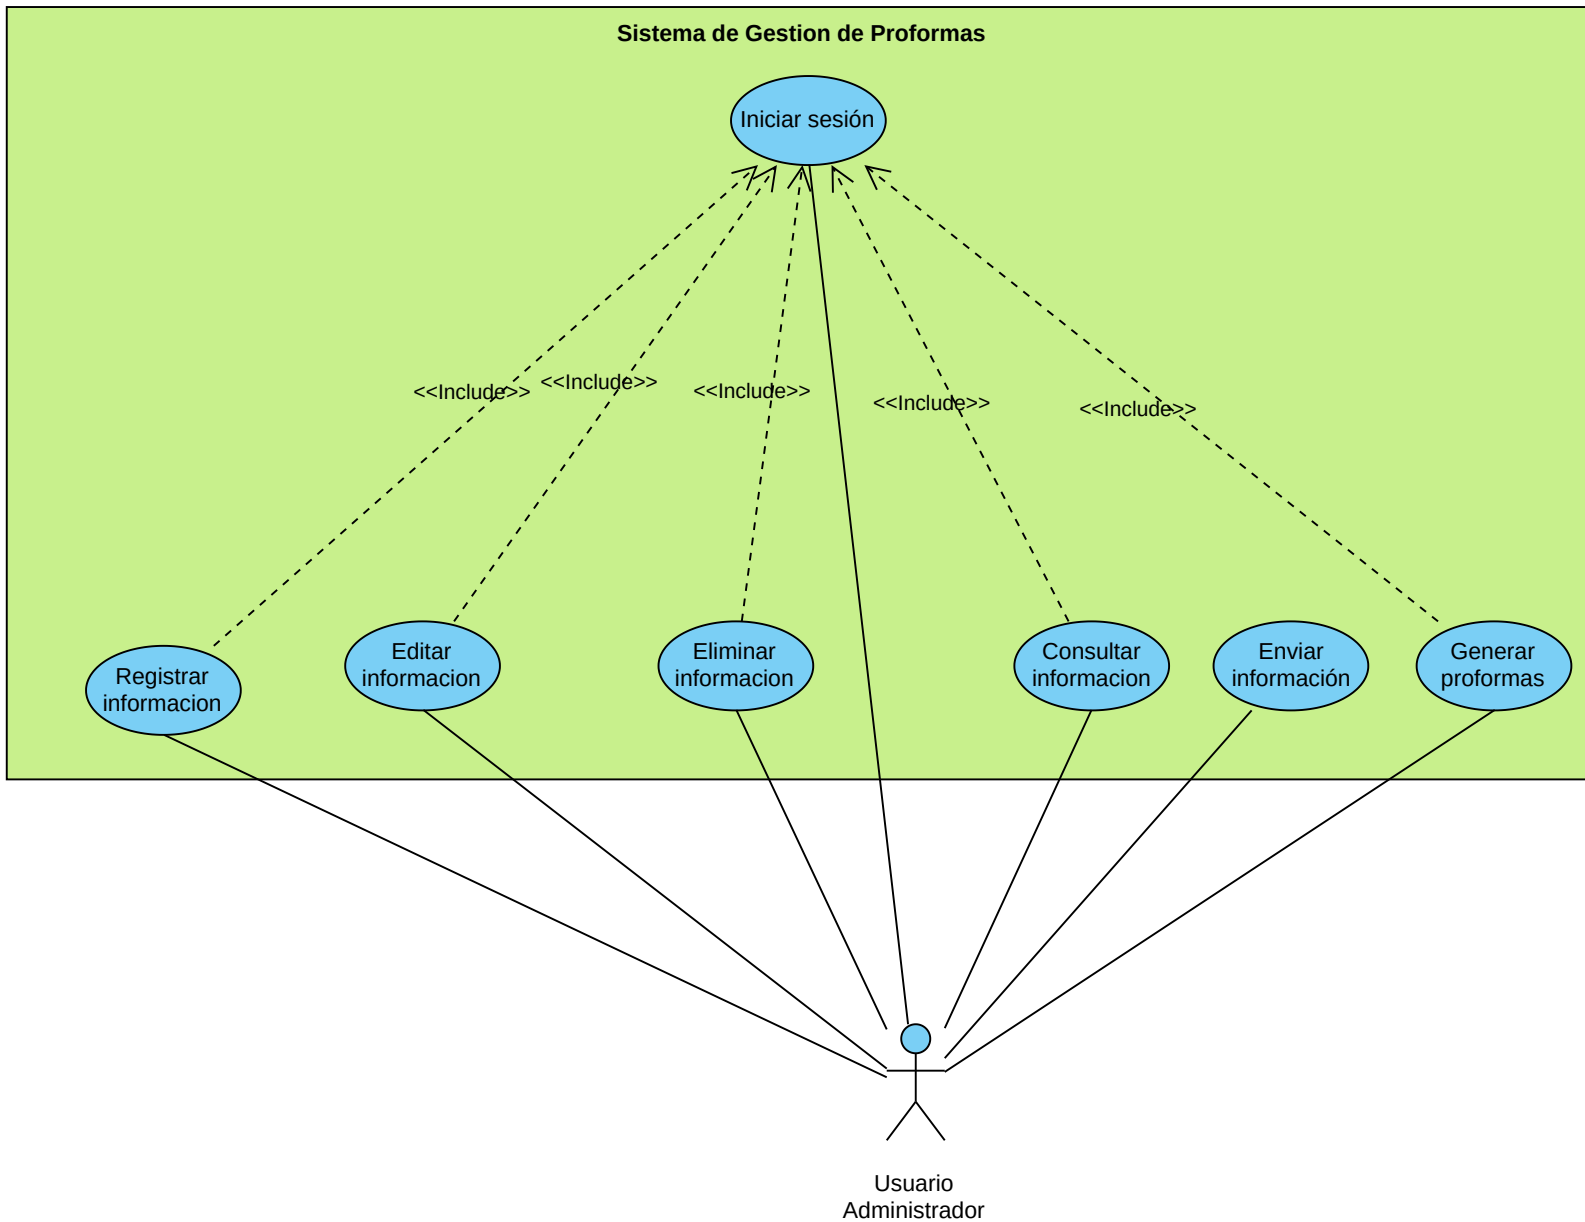 Sistema de Gestion de Proformas
Iniciar sesión
<<Include>>
<<Include>>
<<Include>>
<<Include>>
<<Include>>
Registrar
informacion
Editar
informacion
Eliminar
informacion
Consultar
informacion
Enviar
información
Generar
proformas
Usuario
Administrador